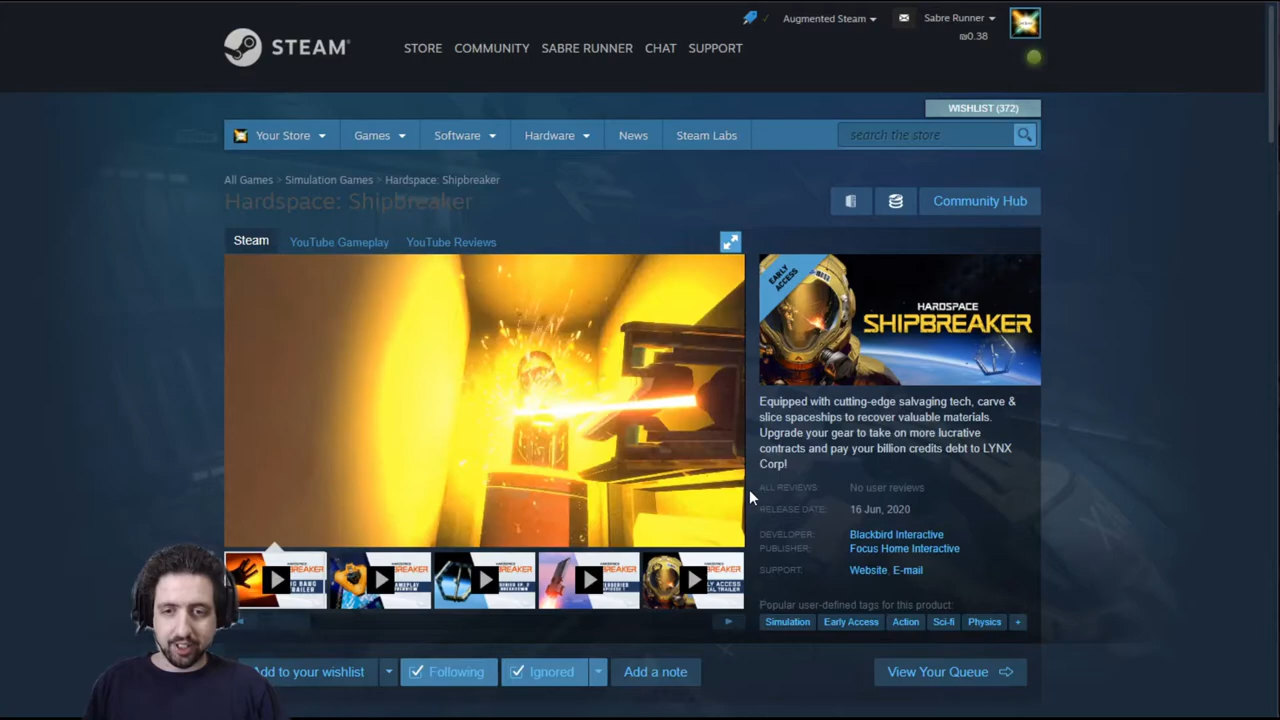 Augmented Steam
Sabre Runner
₪0.38
STEAM
STORE COMMUNITY SABRE RUNNER CHAT SUPPORT
WISHLIST (372)
Your Store Games Software Hardware News Steam Labs
search the store
All Games > Simulation Games > Hardspace: Shipbreaker
Hardspace: Shipbreaker
Community Hub
Steam YouTube Gameplay YouTube Reviews
EARLY ACCESS
HARDSPACE
SHIPBREAKER
Equipped with cutting-edge salvaging tech, carve &
slice spaceships to recover valuable materials.
Upgrade your gear to take on more lucrative
contracts and pay your billion credits debt to LYNX
Corp!
ALL REVIEWS: No user reviews
RELEASE DATE: 16 Jun, 2020
DEVELOPER: Blackbird Interactive
PUBLISHER: Focus Home Interactive
SUPPORT: Website, E-mail
Popular user-defined tags for this product:
Simulation Early Access Action Sci-fi Physics +
Add to your wishlist Following Ignored Add a note View Your Queue